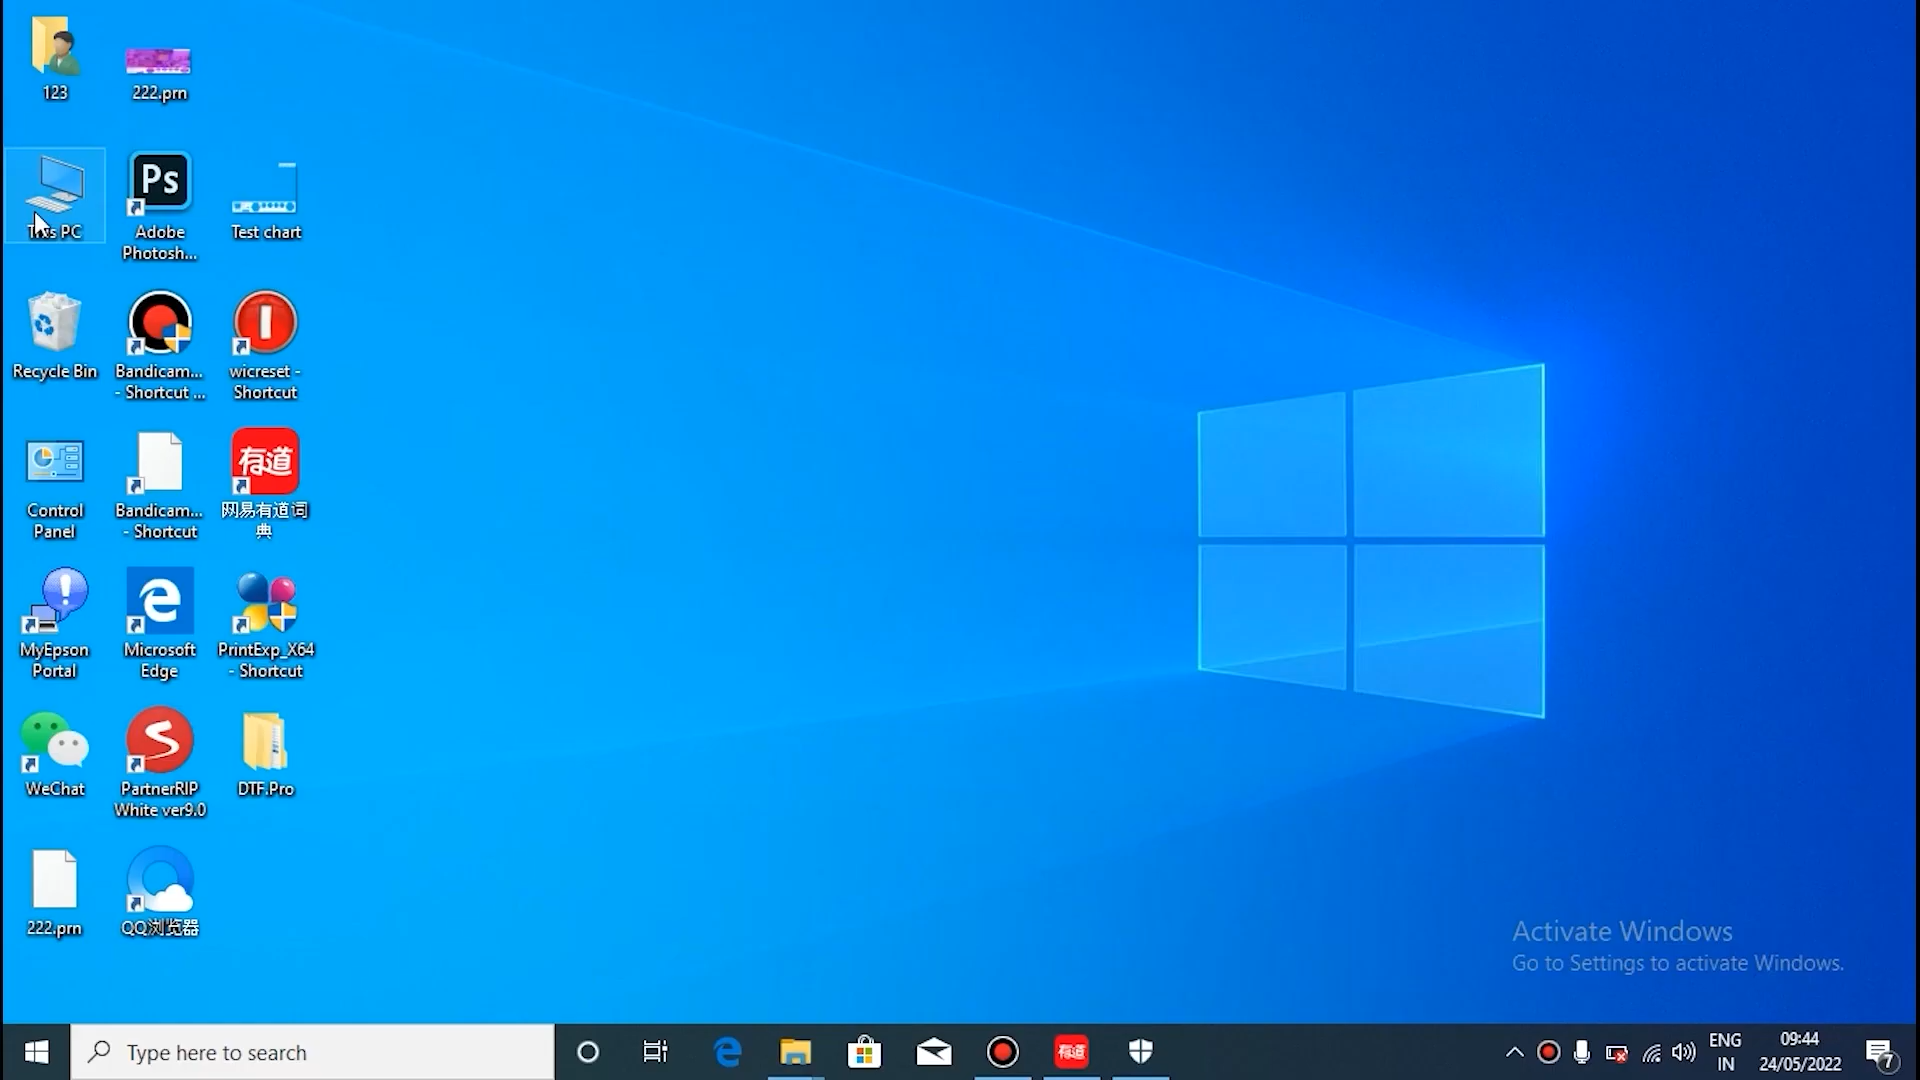 123
222.prn
This PC
Ps
Adobe
Photosh...
Test chart
Recycle Bin
Bandicam...
- Shortcut ...
wicreset -
Shortcut
Control
Panel
Bandicam...
- Shortcut
有道
网易有道词
典
MyEpson
Portal
Microsoft
Edge
PrintExp_X64
- Shortcut
WeChat
PartnerRIP
White ver9.0
DTF.Pro
222.prn
QQ浏览器
Activate Windows
Go to Settings to activate Windows.
Type here to search
有道
ENG
IN
09:44
24/05/2022
7